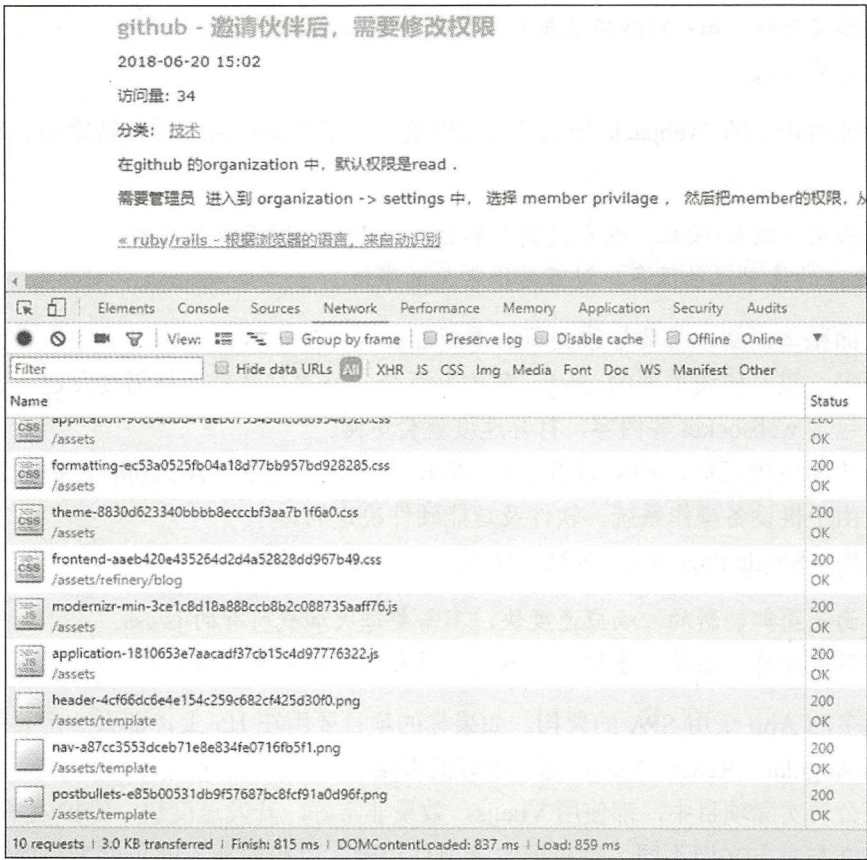 github - 邀请伙伴后，需要修改权限
2018-06-20 15:02
访问量: 34
分类: 技术
在github 的organization 中，默认权限是read .
需要管理员 进入到 organization -> settings 中， 选择 member privilage ， 然后把member的权限，从
« ruby/rails - 根据浏览器的语言，来自动识别
Elements Console Sources Network Performance Memory Application Security Audits
View: Group by frame Preserve log Disable cache Offline Online
Filter Hide data URLs All XHR JS CSS Img Media Font Doc WS Manifest Other
Name Status
200
/assets OK
formatting-ec53a0525fb04a18d77bb957bd928285.css 200
/assets OK
theme-8830d623340bbbb8ecccbf3aa7b1f6a0.css 200
/assets OK
frontend-aaeb420e435264d2d4a52828dd967b49.css 200
/assets/refinery/blog OK
modernizr-min-3ce1c8d18a888ccb8b2c088735aaff76.js 200
/assets OK
application-1810653e7aacadf37cb15c4d97776322.js 200
/assets OK
header-4cf66dc6e4e154c259c682cf425d30f0.png 200
/assets/template OK
nav-a87cc3553dceb71e8e834fe0716fb5f1.png 200
/assets/template OK
postbullets-e85b00531db9f57687bc8fcf91a0d96f.png 200
/assets/template OK
10 requests | 3.0 KB transferred | Finish: 815 ms | DOMContentLoaded: 837 ms | Load: 859 ms